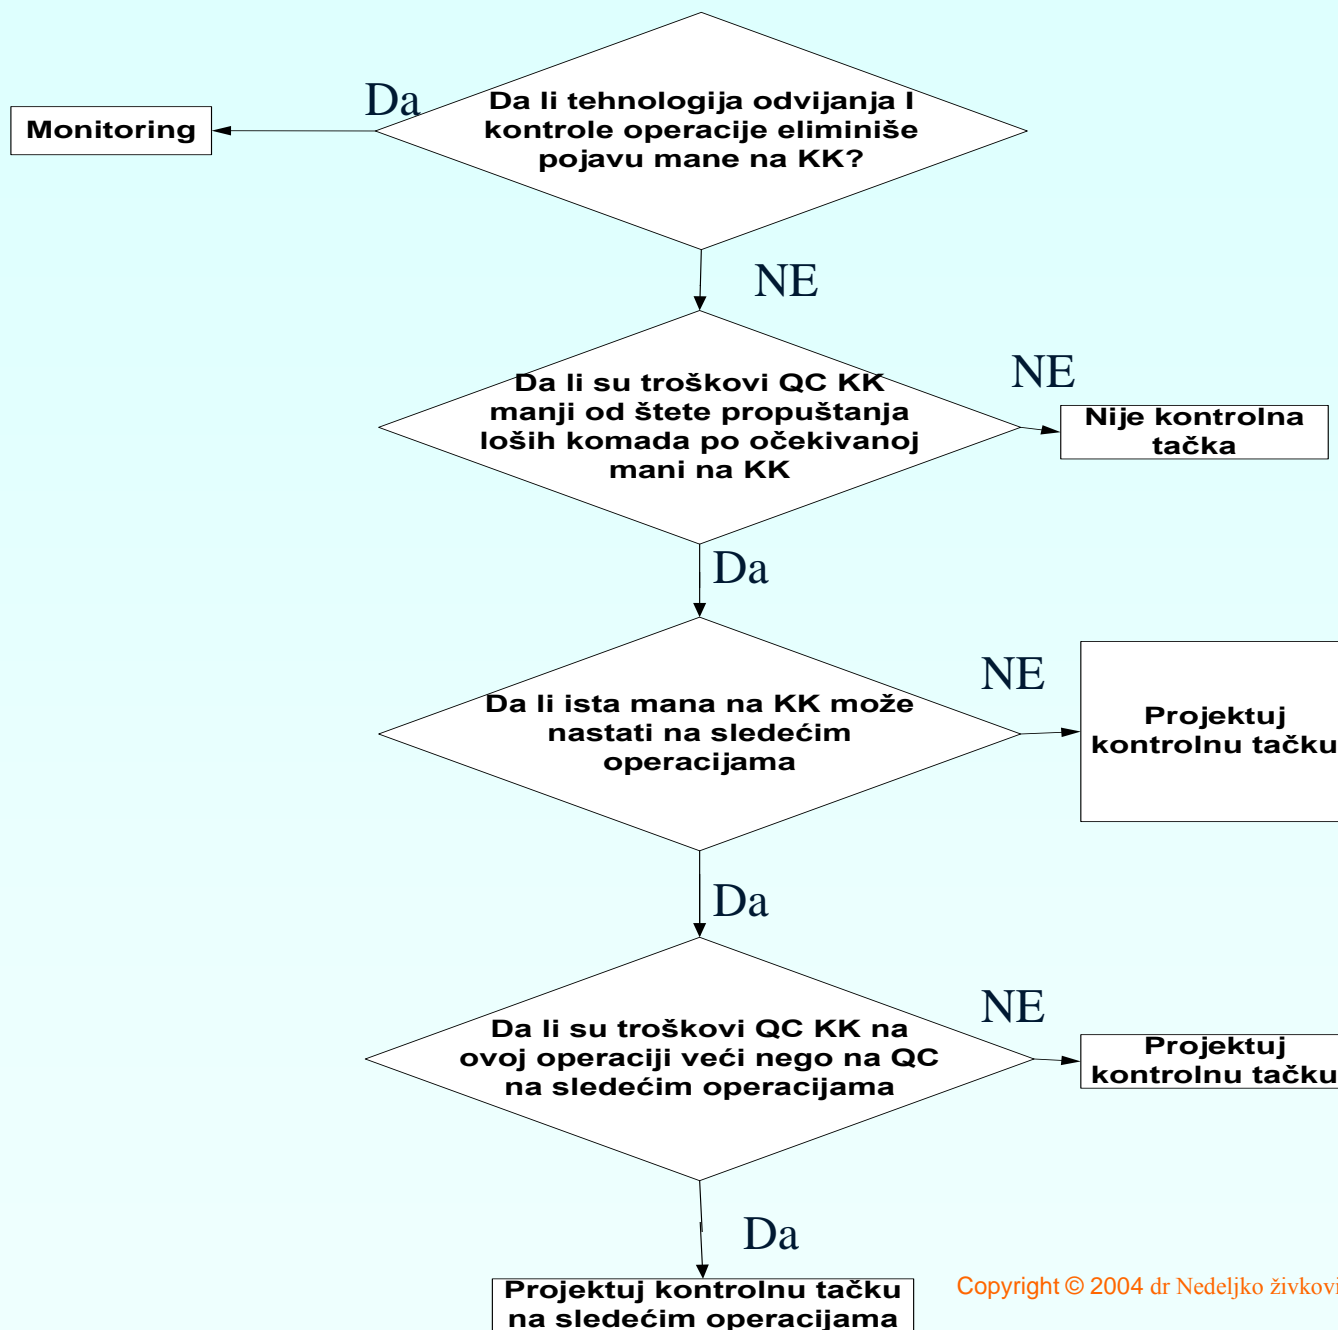 Da
Monitoring
Da li tehnologija odvijanja I
kontrole operacije eliminiše
pojavu mane na KK?
NE
Da li su troškovi QC KK
manji od štete propuštanja
loših komada po očekivanoj
mani na KK
NE
Nije kontrolna
tačka
Da
Da li ista mana na KK može
nastati na sledećim
operacijama
NE
Projektuj
kontrolnu tačku
Da
Da li su troškovi QC KK na
ovoj operaciji veći nego na QC
na sledećim operacijama
NE
Projektuj
kontrolnu tačku
Da
Projektuj kontrolnu tačku
na sledećim operacijama
Copyright © 2004 dr Nedeljko živkovi